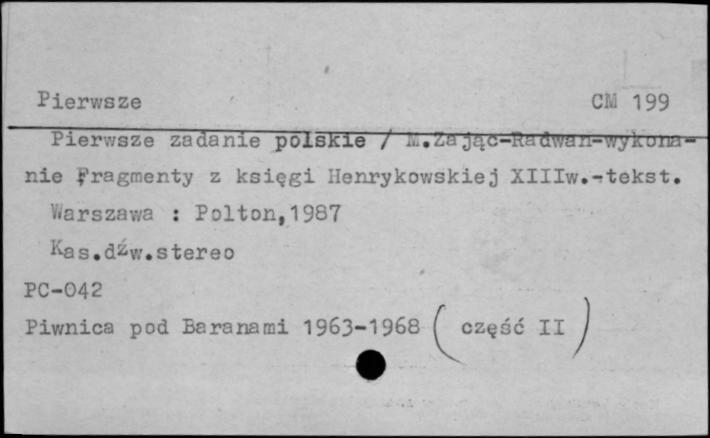 Pierwsze CM 199
Pierwsze zadanie polskie / M.Zając-Radwan-wykona-
nie Fragmenty z księgi Henrykowskiej XIIIw.-tekst.
Warszawa : Polton,1987
Kas.dźw.stereo
PC-042
Piwnica pod Baranami 1963-1968 ( część II )